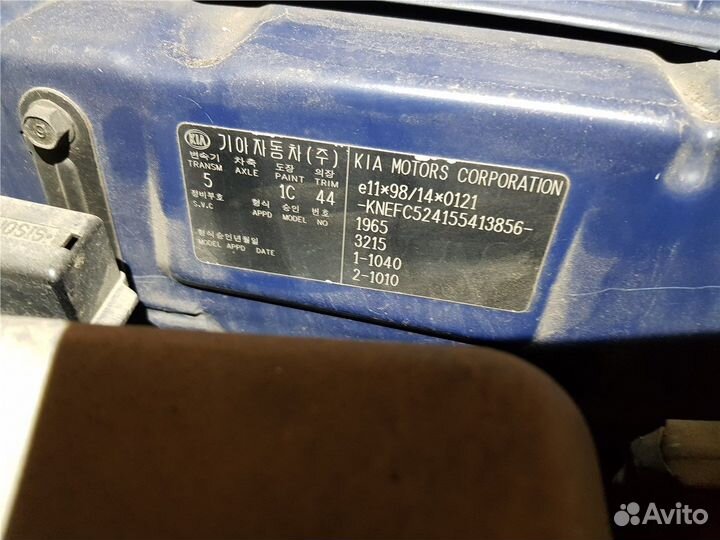 KIA 기아자동차(주)
변속기 차축 도장 의장
TRANSM AXLE PAINT TRIM
5 1C 44
정비부호 형식 승인 번호
S.V.C APPD MODEL NO
형식승인년월일
MODEL APPD DATE
KIA MOTORS CORPORATION
e11*98/14*0121
-KNEFC524155413856-
1965
3215
1-1040
2-1010
Avito